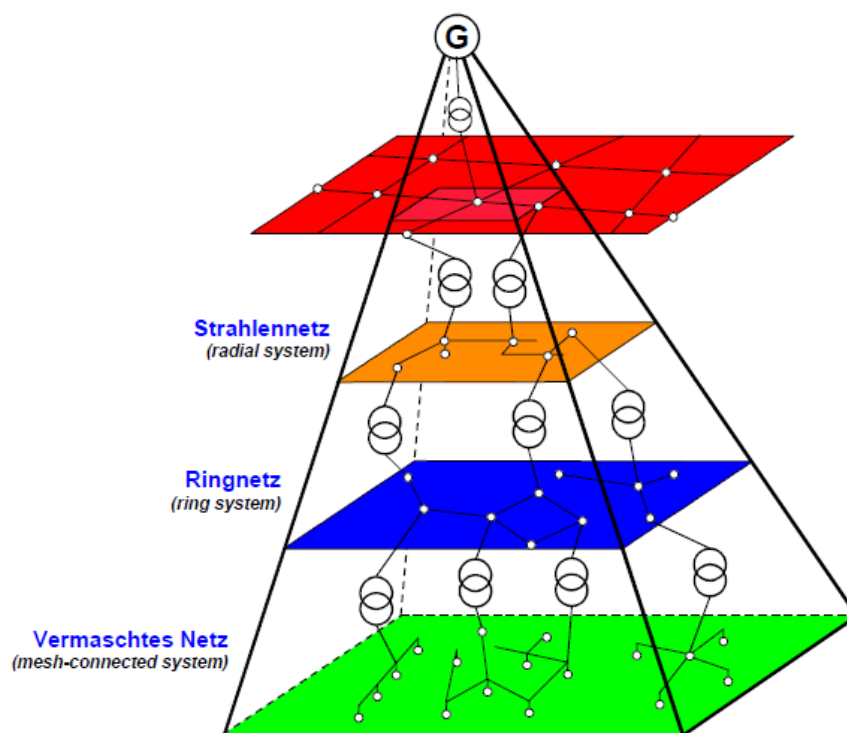 G
Strahlennetz
(radial system)
Ringnetz
(ring system)
Vermaschtes Netz
(mesh-connected system)